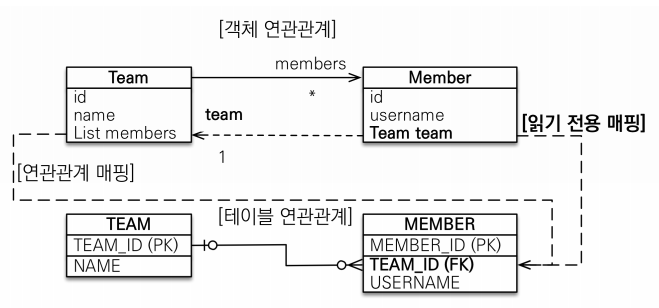 [객체 연관관계]
members
Team
Member
*
id
name
List members
id
username
Team team
team
1
[읽기 전용 매핑]
[연관관계 매핑]
[테이블 연관관계]
TEAM
TEAM_ID (PK)
NAME
MEMBER
MEMBER_ID (PK)
TEAM_ID (FK)
USERNAME